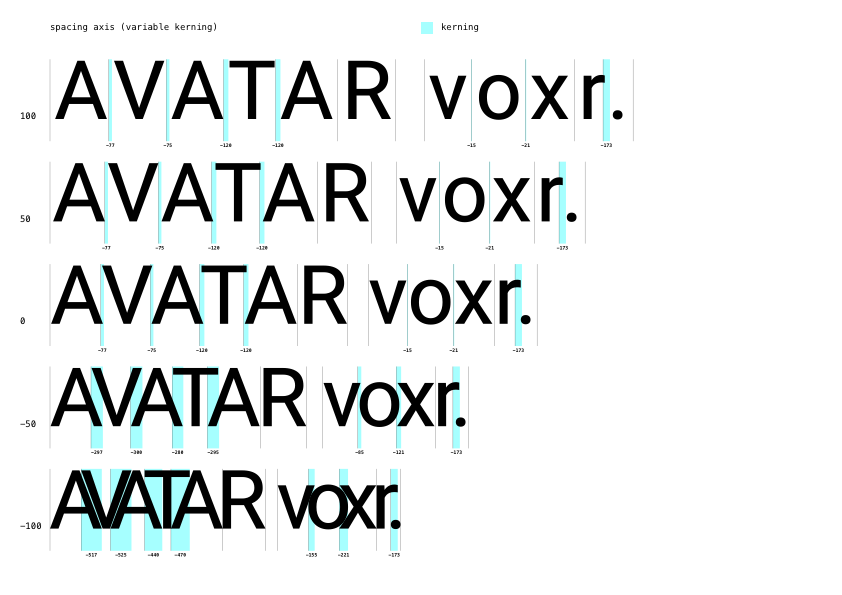 spacing axis (variable kerning) kerning
AVATAR voxr.
100
-77 -75 -120 -120 -15 -21 -173
AVATAR voxr.
50
-77 -75 -120 -120 -15 -21 -173
AVATAR voxr.
0
-77 -75 -120 -120 -15 -21 -173
AVATAR voxr.
-50
-297 -300 -280 -295 -85 -121 -173
AVATAR voxr.
-100
-517 -525 -440 -470 -155 -221 -173